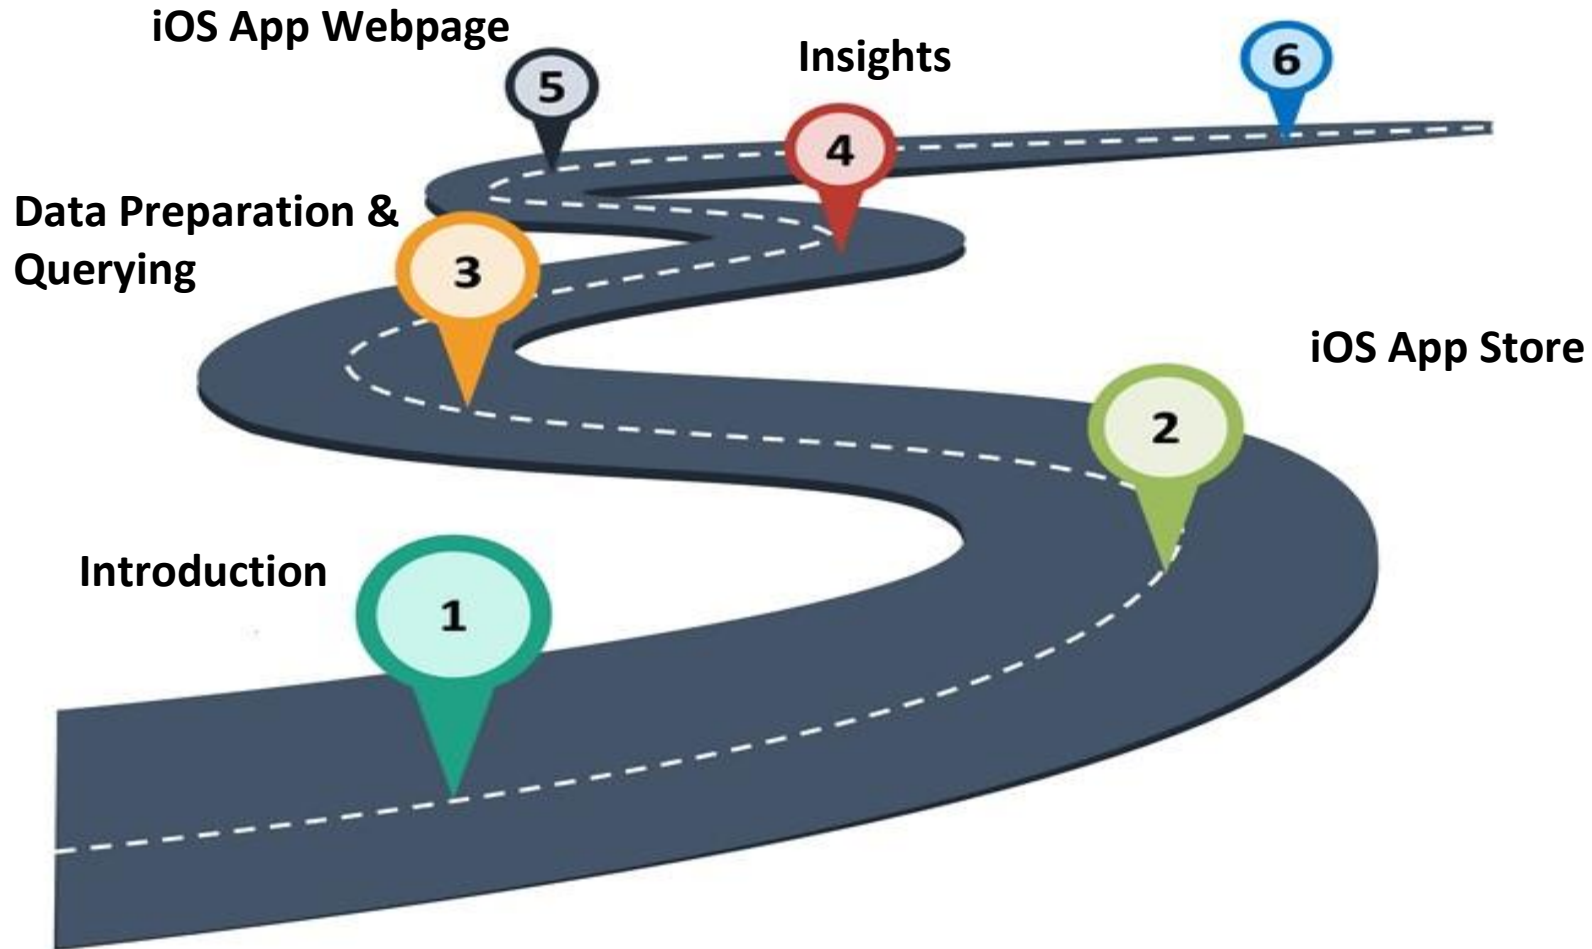 iOS App Webpage
5
Insights
6
4
Data Preparation &
Querying
3
iOS App Store
2
Introduction
1